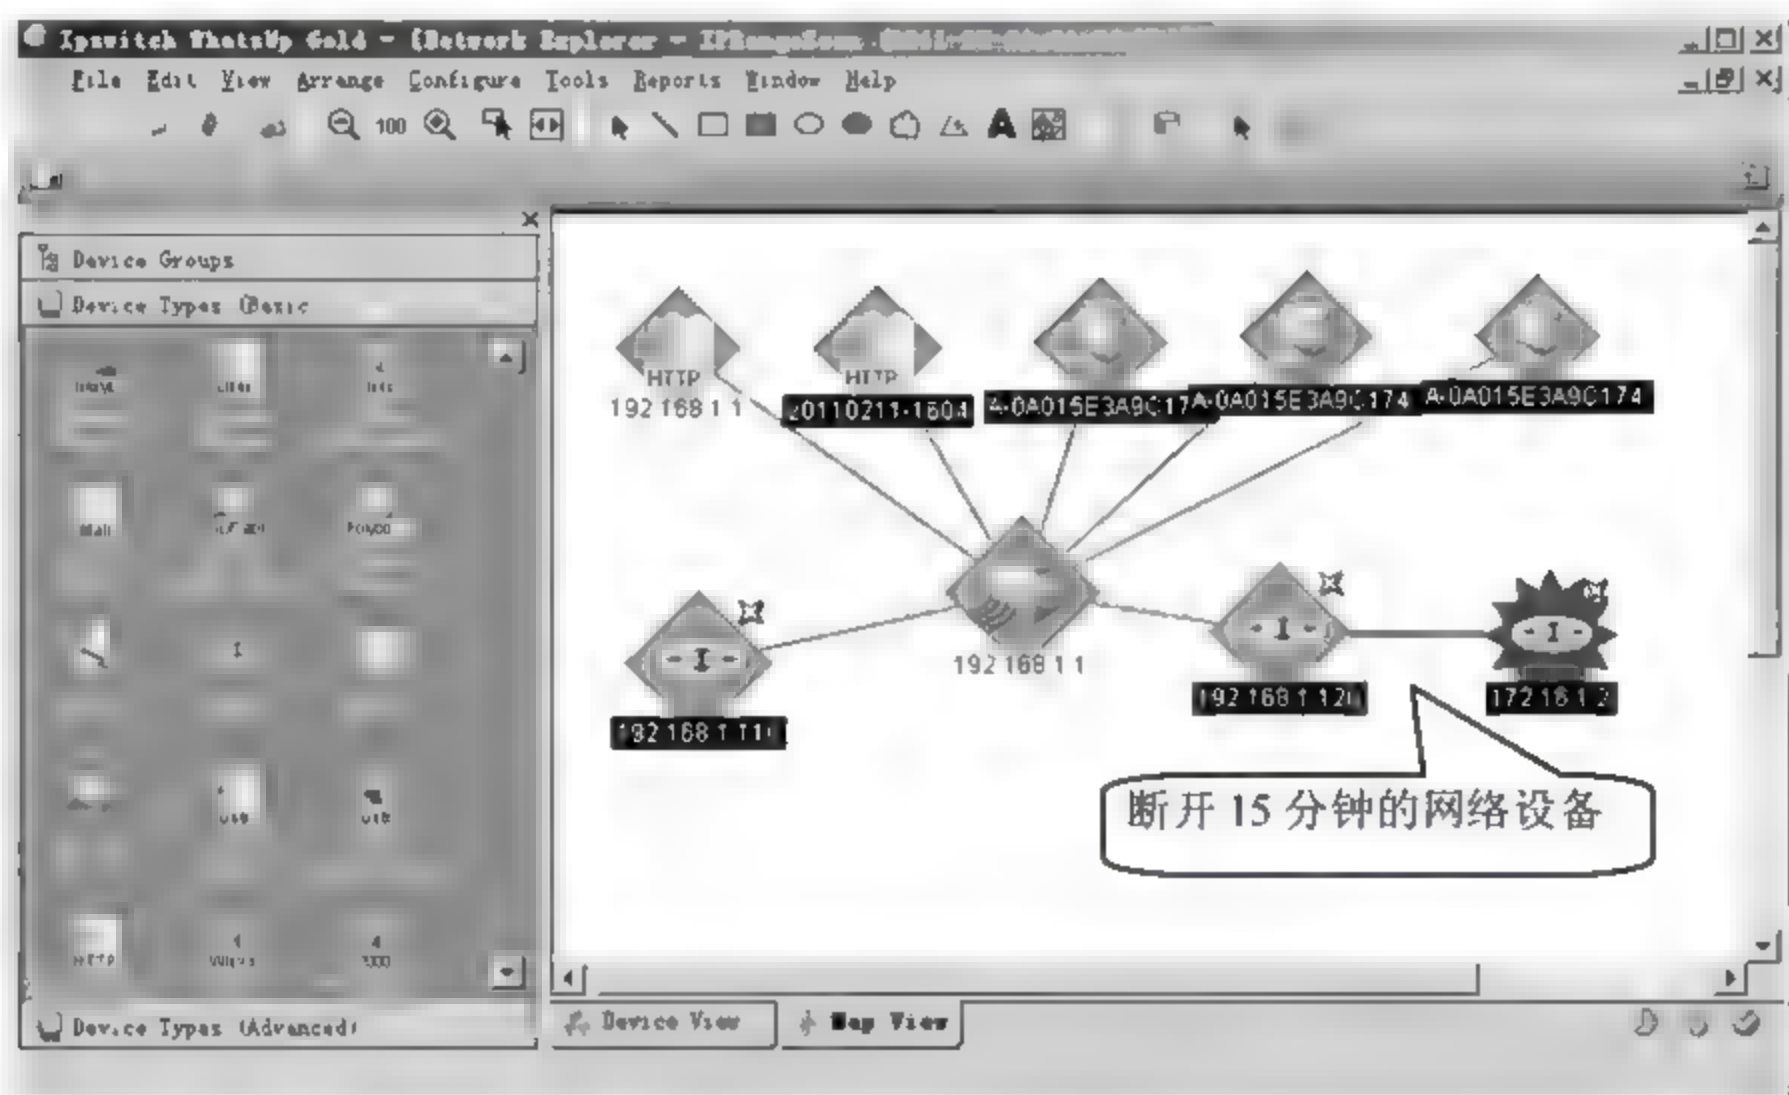 Ipswitch WhatsUp Gold - [Network Explorer - IPRangeScan
File Edit View Arrange Configure Tools Reports Window Help
100
Device Groups
Device Types (Basic
Mail
HTTP
Device Types (Advanced)
HTTP
192 168 1 1
HTTP
20110211-1604
A-0A015E3A9C17
A-0A015E3A9C174
A-0A015E3A9C174
192 168 1 1
192 168 1 11
192 168 1 12
172 16 1 2
断开 15 分钟的网络设备
Device View
Map View